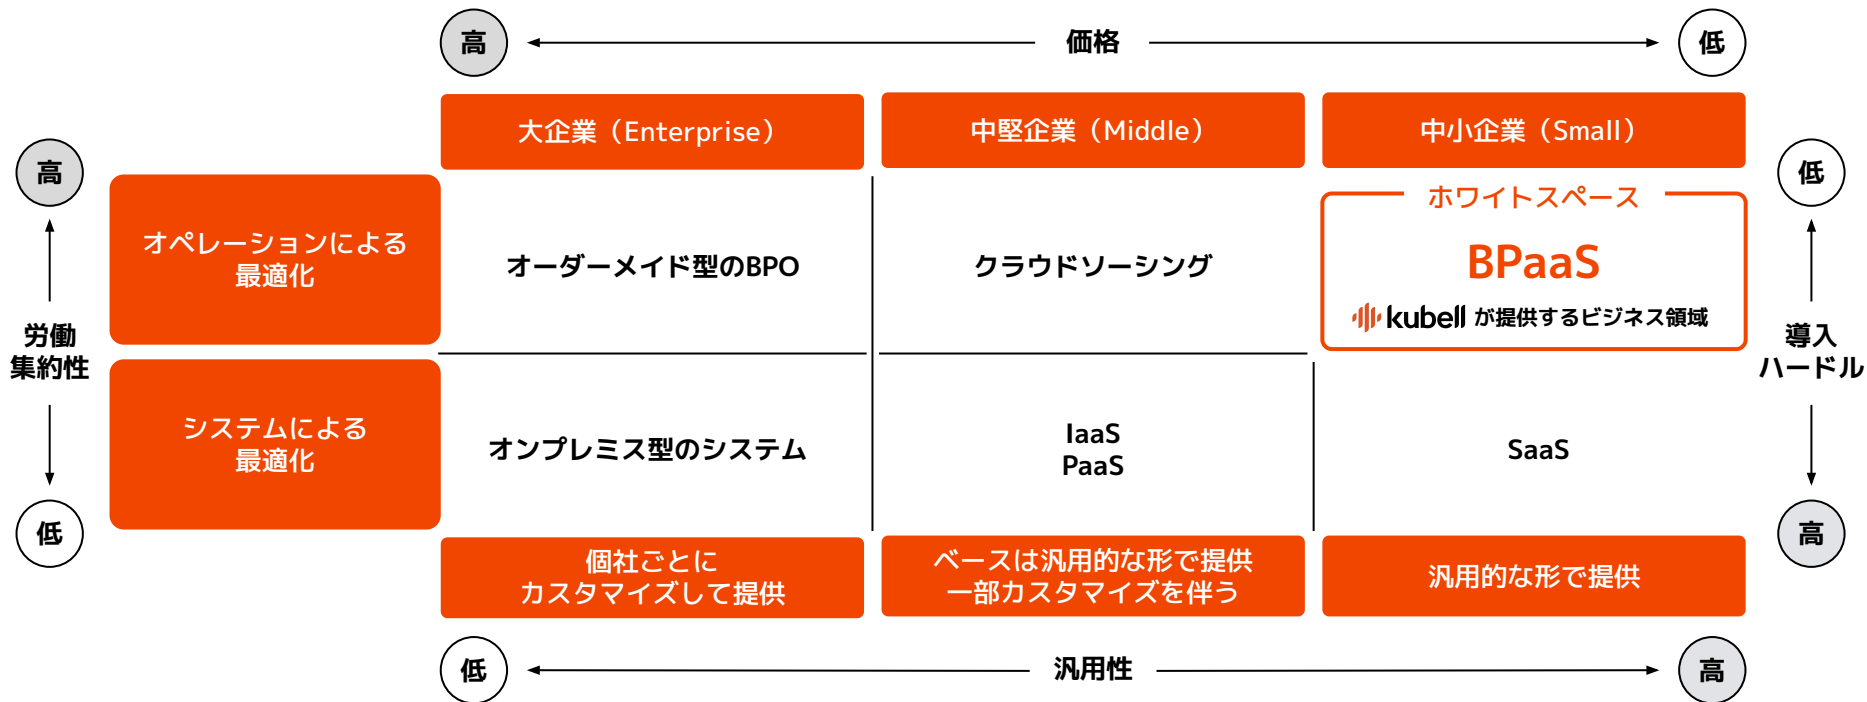 高
価格
低
大企業（Enterprise）
中堅企業（Middle）
中小企業（Small）
高
低
オペレーションによる
最適化
オーダーメイド型のBPO
クラウドソーシング
ホワイトスペース
BPaaS
kubell が提供するビジネス領域
労働
集約性
導入
ハードル
システムによる
最適化
オンプレミス型のシステム
IaaS
PaaS
SaaS
低
高
個社ごとに
カスタマイズして提供
ベースは汎用的な形で提供
一部カスタマイズを伴う
汎用的な形で提供
低
汎用性
高